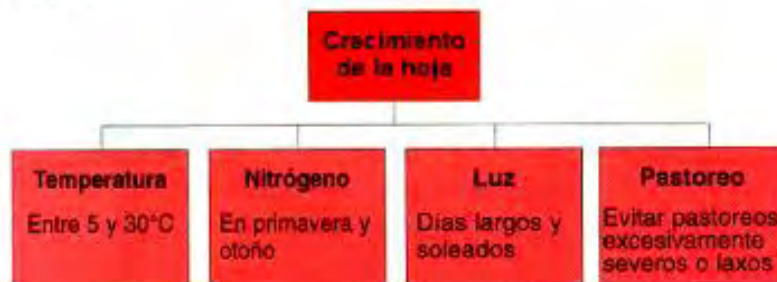 Crecimiento
de la hoja
Temperatura
Entre 5 y 30°C
Nitrógeno
En primavera y
otoño
Luz
Días largos y
soleados
Pastoreo
Evitar pastoreos
excesivamente
severos o laxos